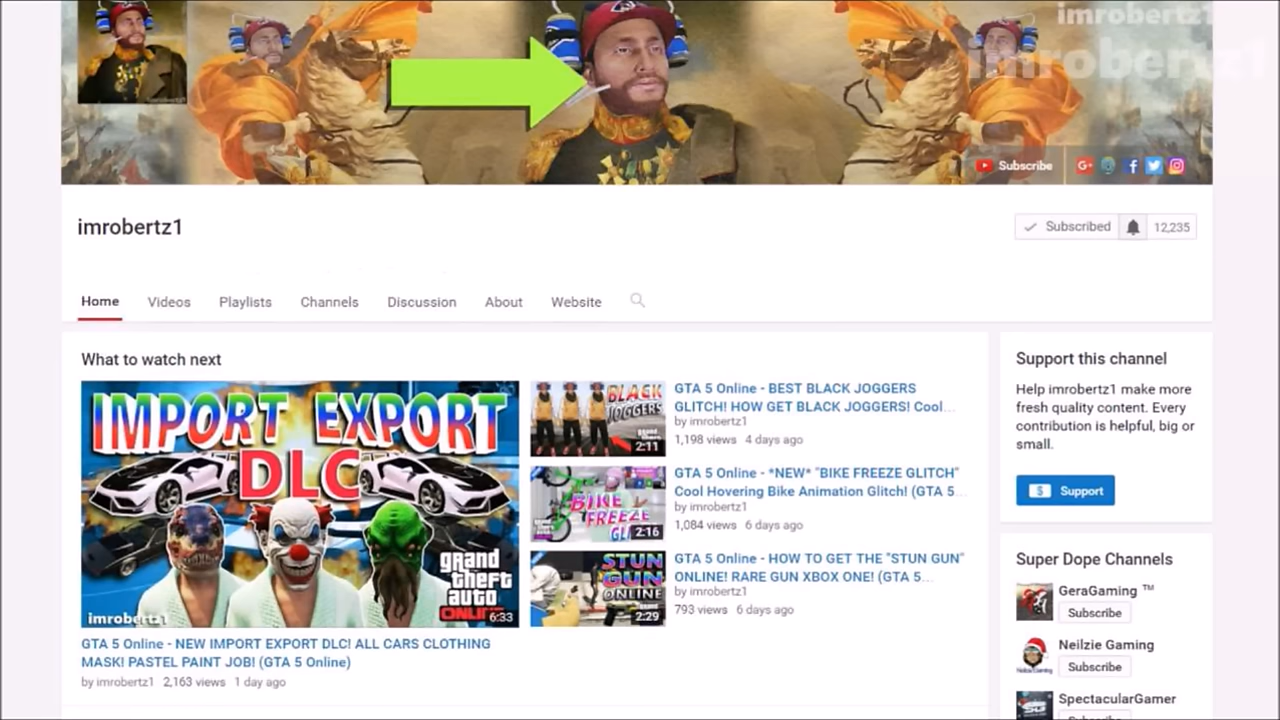 imrobertz1
imrobertz1
Subscribe
imrobertz1
Subscribed
12,235
Home
Videos
Playlists
Channels
Discussion
About
Website
What to watch next
IMPORT EXPORT
DLC
grand
theft
auto
ONLINE
imrobertz1
6:33
GTA 5 Online - NEW IMPORT EXPORT DLC! ALL CARS CLOTHING
MASK! PASTEL PAINT JOB! (GTA 5 Online)
by imrobertz1 2,163 views 1 day ago
BLACK
JOGGERS
2:11
GTA 5 Online - BEST BLACK JOGGERS
GLITCH! HOW GET BLACK JOGGERS! Cool...
by imrobertz1
1,198 views 4 days ago
BIKE
FREEZE
2:16
GTA 5 Online - *NEW* "BIKE FREEZE GLITCH"
Cool Hovering Bike Animation Glitch! (GTA 5...
by imrobertz1
1,084 views 6 days ago
STUN
GUN
ONLINE
2:29
GTA 5 Online - HOW TO GET THE "STUN GUN"
ONLINE! RARE GUN XBOX ONE! (GTA 5...
by imrobertz1
793 views 6 days ago
Support this channel
Help imrobertz1 make more
fresh quality content. Every
contribution is helpful, big or
small.
$ Support
Super Dope Channels
GeraGaming ™
Subscribe
Neilzie Gaming
Subscribe
SpectacularGamer
Subscribe